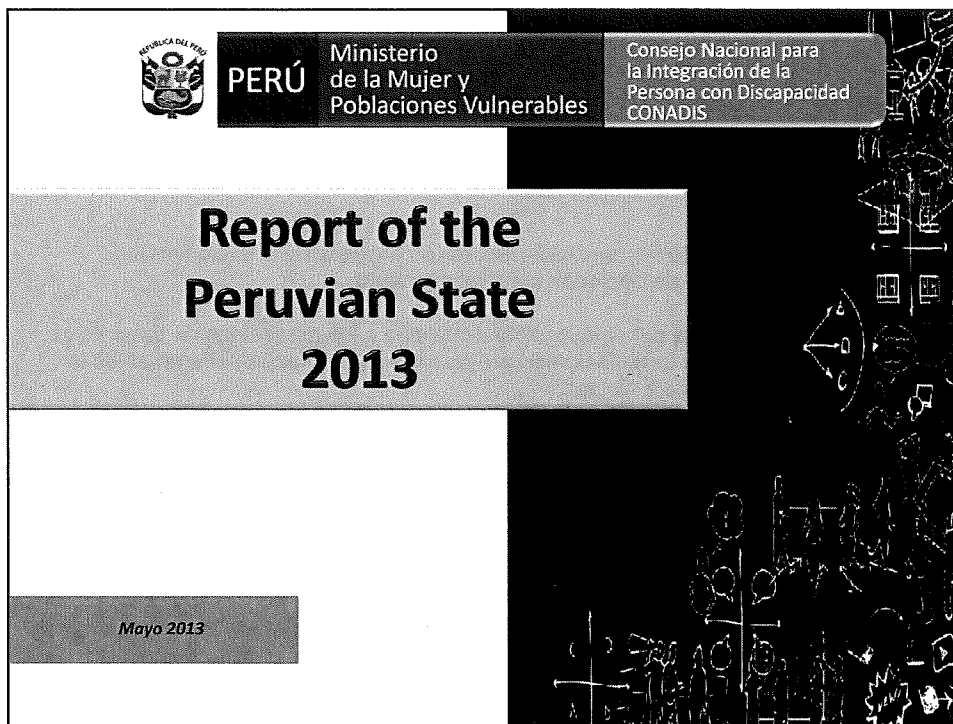 REPUBLICA DEL PERÚ
PERÚ
Ministerio
de la Mujer y
Poblaciones Vulnerables
Consejo Nacional para
la Integración de la
Persona con Discapacidad
CONADIS
Report of the
Peruvian State
2013
Mayo 2013